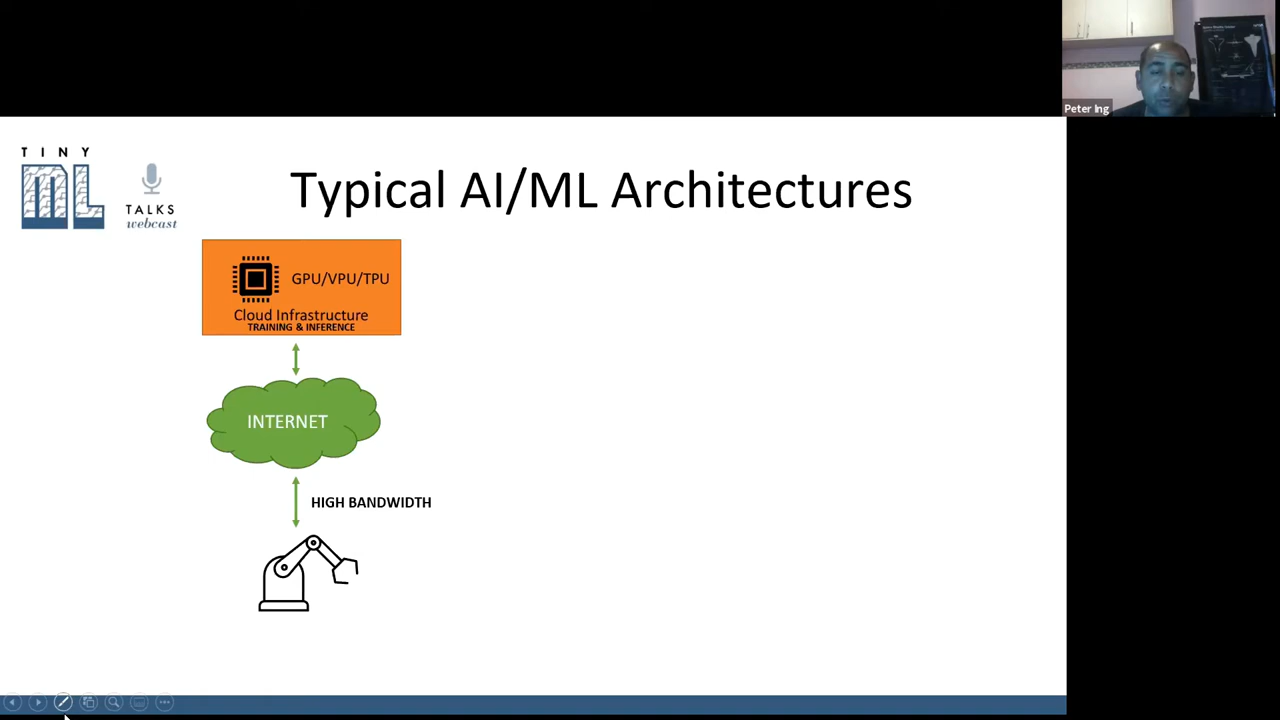 Peter Ing
TINY
ML
TALKS
webcast
Typical AI/ML Architectures
GPU/VPU/TPU
Cloud Infrastructure
TRAINING & INFERENCE
INTERNET
HIGH BANDWIDTH